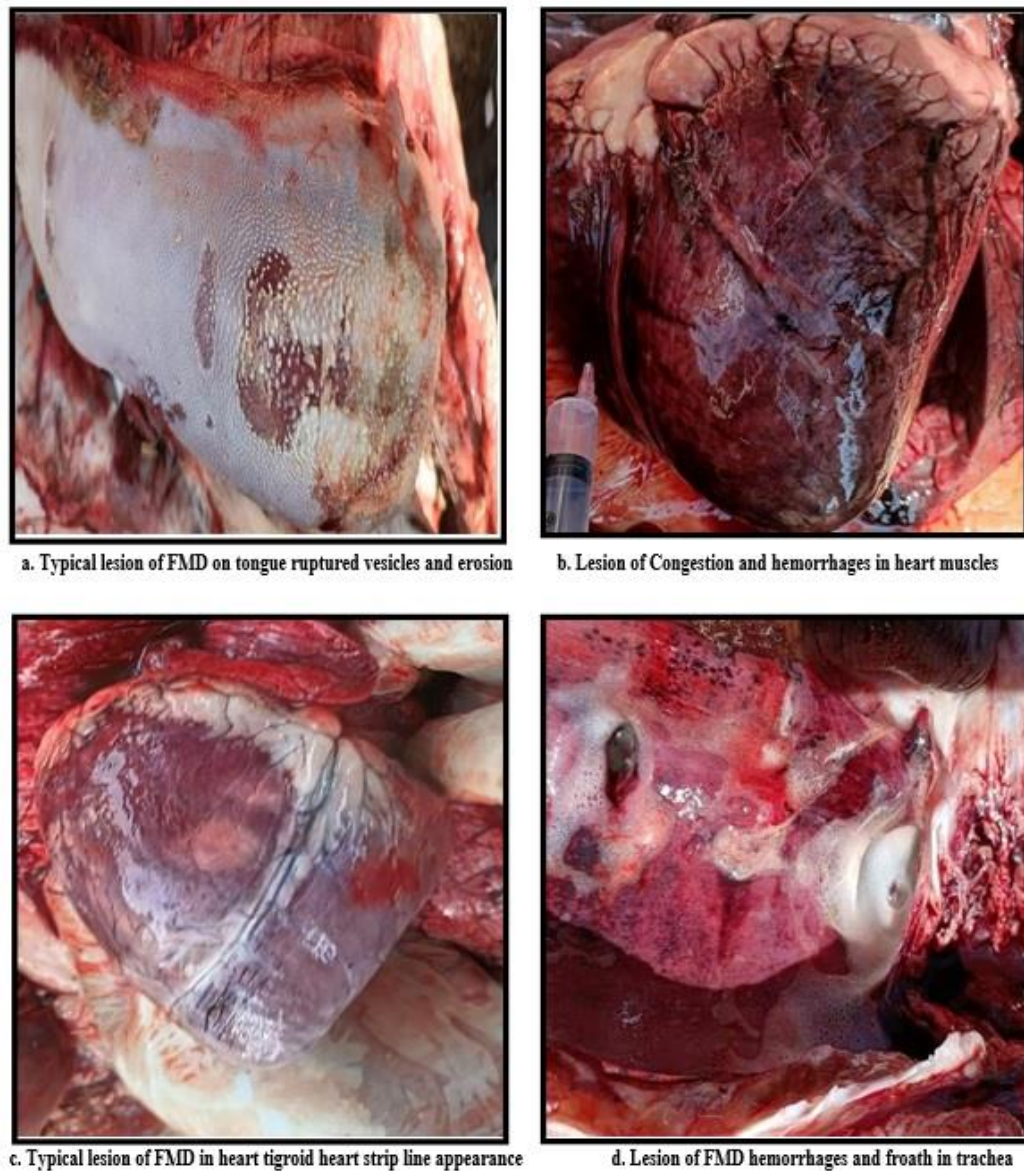 a. Typical lesion of FMD on tongue ruptured vesicles and erosion
b. Lesion of Congestion and hemorrhages in heart muscles
c. Typical lesion of FMD in heart tigroid heart strip line appearance
d. Lesion of FMD hemorrhages and froath in trachea